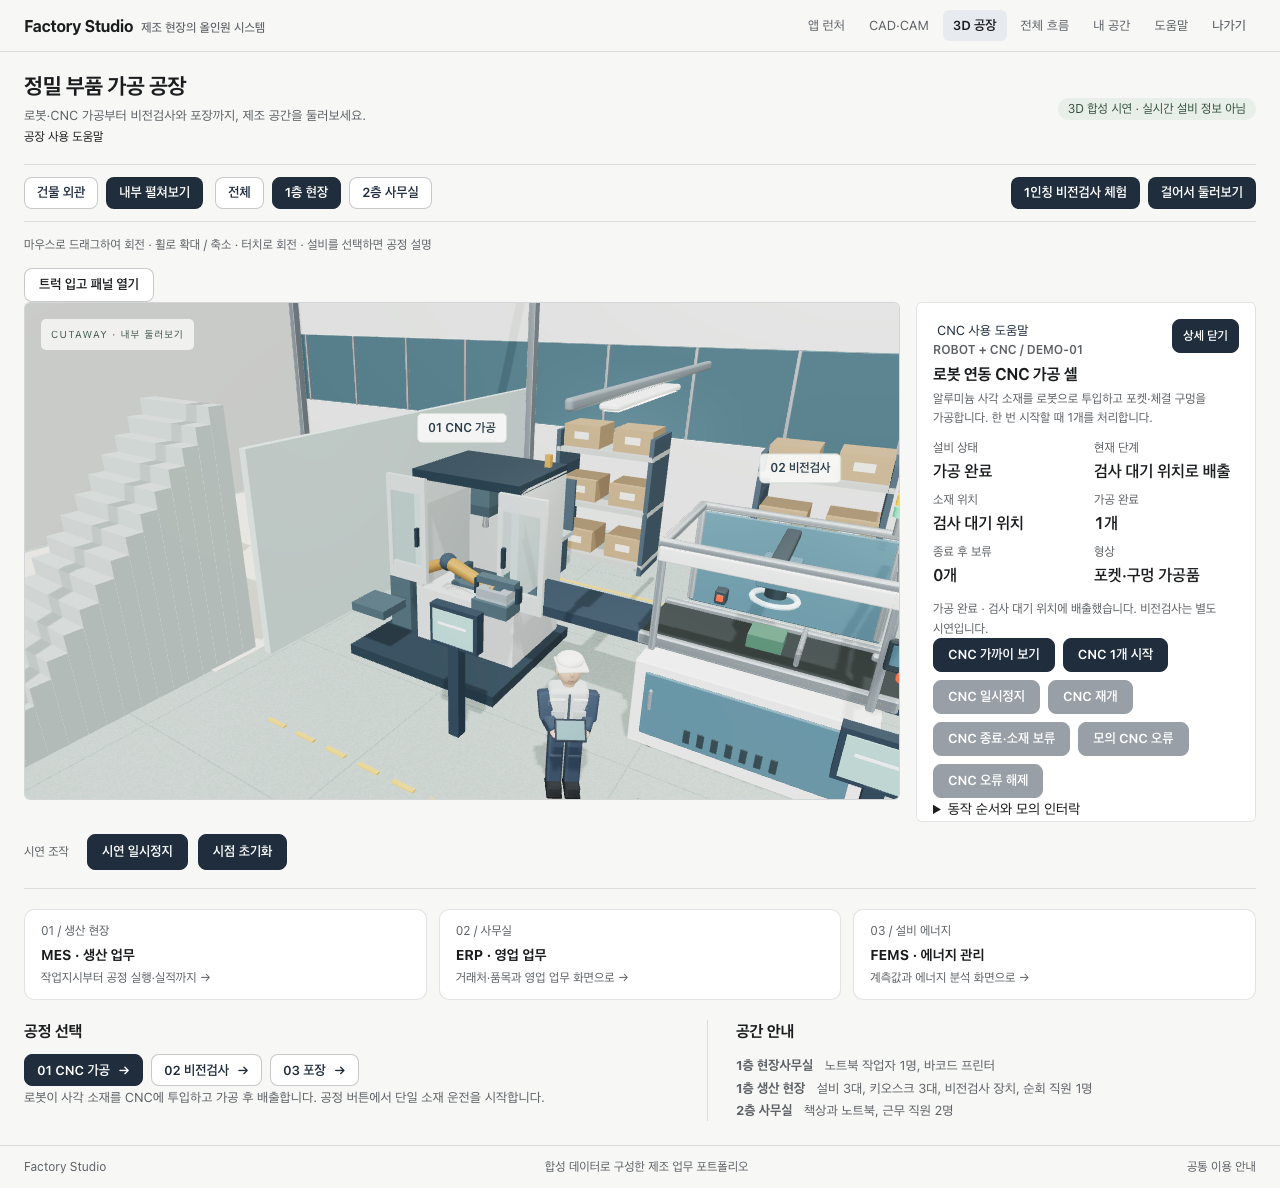 Factory Studio 제조 현장의 올인원 시스템
앱 런처 CAD·CAM 3D 공장 전체 흐름 내 공간 도움말 나가기
정밀 부품 가공 공장
로봇·CNC 가공부터 비전검사와 포장까지, 제조 공간을 둘러보세요.
공장 사용 도움말
3D 합성 시연 · 실시간 설비 정보 아님
건물 외관 내부 펼쳐보기 전체 1층 현장 2층 사무실
1인칭 비전검사 체험 걸어서 둘러보기
마우스로 드래그하여 회전 · 휠로 확대 / 축소 · 터치로 회전 · 설비를 선택하면 공정 설명
트럭 입고 패널 열기
CUTAWAY · 내부 둘러보기
01 CNC 가공
02 비전검사
CNC 사용 도움말
상세 닫기
ROBOT + CNC / DEMO-01
로봇 연동 CNC 가공 셀
알루미늄 사각 소재를 로봇으로 투입하고 포켓·체결 구멍을
가공합니다. 한 번 시작할 때 1개를 처리합니다.
설비 상태 현재 단계
가공 완료 검사 대기 위치로 배출
소재 위치 가공 완료
검사 대기 위치 1개
종료 후 보류 형상
0개 포켓·구멍 가공품
가공 완료 · 검사 대기 위치에 배출했습니다. 비전검사는 별도
시연입니다.
CNC 가까이 보기 CNC 1개 시작
CNC 일시정지 CNC 재개
CNC 종료·소재 보류 모의 CNC 오류
CNC 오류 해제
▶ 동작 순서와 모의 인터락
시연 조작 시연 일시정지 시점 초기화
01 / 생산 현장
MES · 생산 업무
작업지시부터 공정 실행·실적까지 →
02 / 사무실
ERP · 영업 업무
거래처·품목과 영업 업무 화면으로 →
03 / 설비 에너지
FEMS · 에너지 관리
계측값과 에너지 분석 화면으로 →
공정 선택
01 CNC 가공 → 02 비전검사 → 03 포장 →
로봇이 사각 소재를 CNC에 투입하고 가공 후 배출합니다. 공정 버튼에서 단일 소재 운전을 시작합니다.
공간 안내
1층 현장사무실 노트북 작업자 1명, 바코드 프린터
1층 생산 현장 설비 3대, 키오스크 3대, 비전검사 장치, 순회 직원 1명
2층 사무실 책상과 노트북, 근무 직원 2명
Factory Studio 합성 데이터로 구성한 제조 업무 포트폴리오 공통 이용 안내